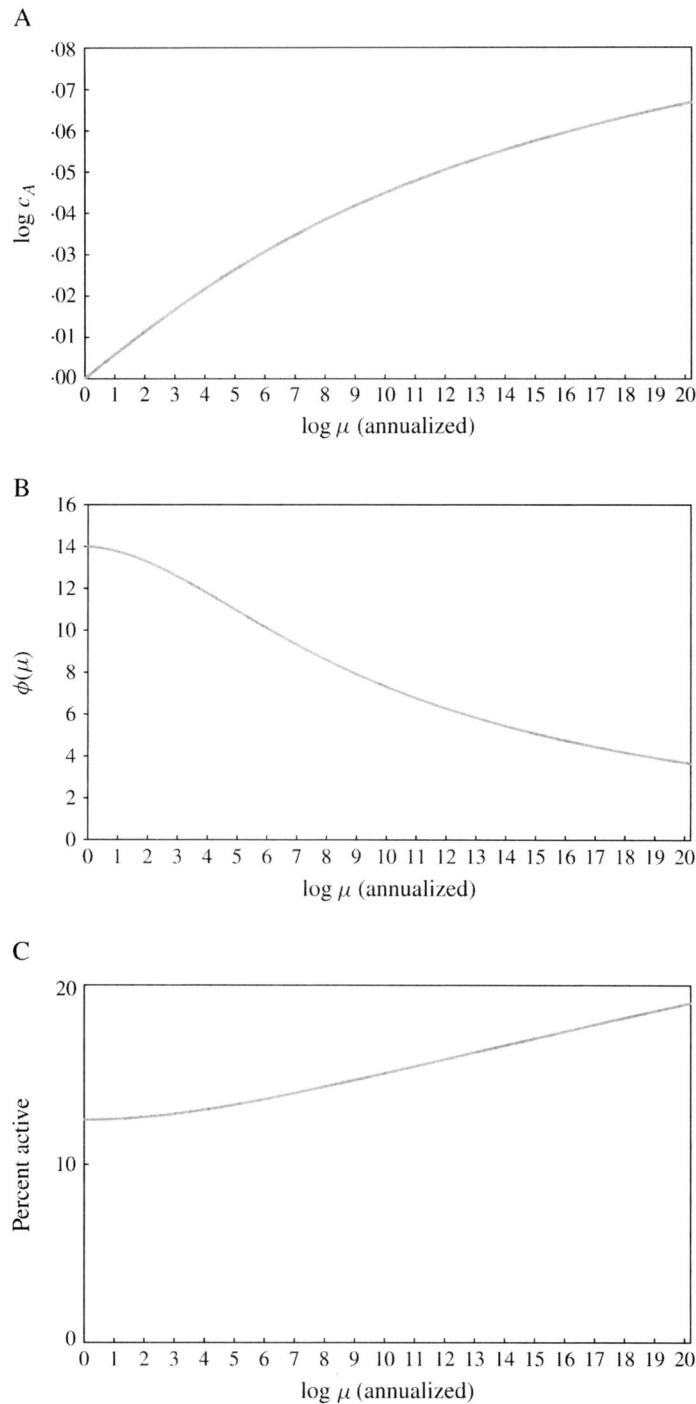 A
·08
·07
·06
·05
·04
·03
·02
·01
·00
log c_A
0 1 2 3 4 5 6 7 8 9 10 11 12 13 14 15 16 17 18 19 20
log μ (annualized)
B
16
14
12
10
8
6
4
2
0
ϕ(μ)
0 1 2 3 4 5 6 7 8 9 10 11 12 13 14 15 16 17 18 19 20
log μ (annualized)
C
20
10
0
Percent active
0 1 2 3 4 5 6 7 8 9 10 11 12 13 14 15 16 17 18 19 20
log μ (annualized)